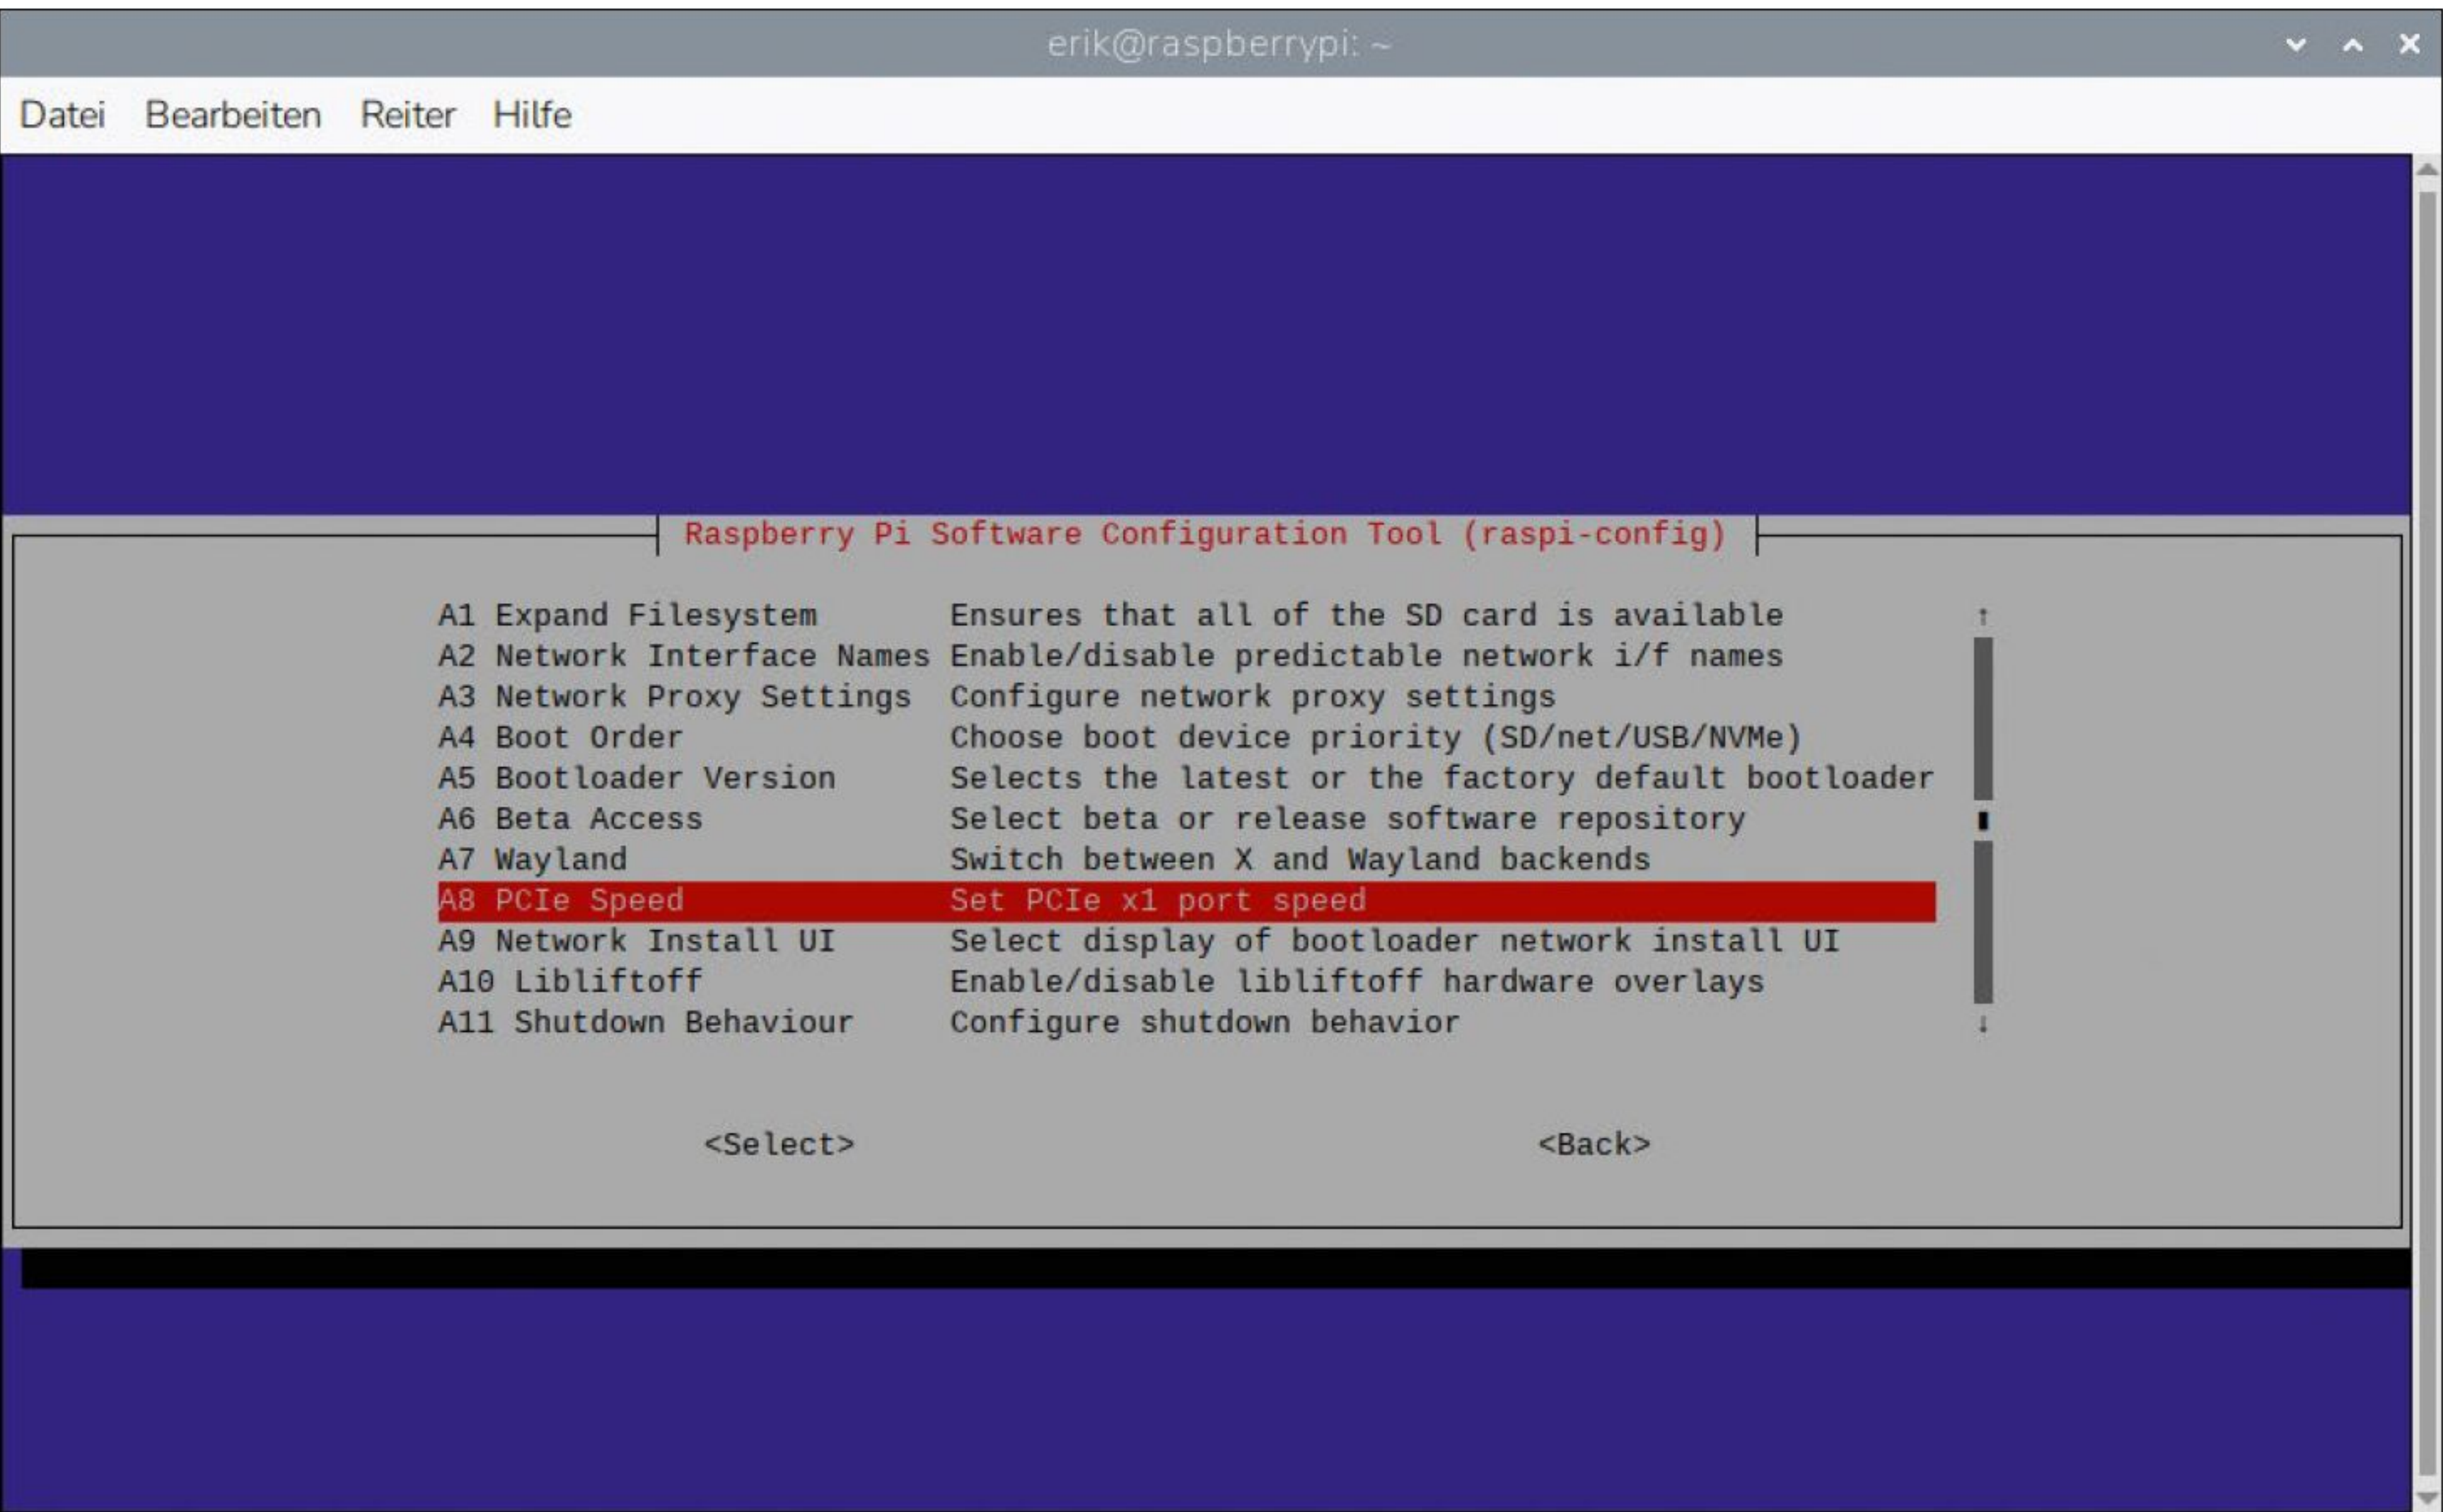 erik@raspberrypi: ~
Datei Bearbeiten Reiter Hilfe
Raspberry Pi Software Configuration Tool (raspi-config)
A1 Expand Filesystem Ensures that all of the SD card is available
A2 Network Interface Names Enable/disable predictable network i/f names
A3 Network Proxy Settings Configure network proxy settings
A4 Boot Order Choose boot device priority (SD/net/USB/NVMe)
A5 Bootloader Version Selects the latest or the factory default bootloader
A6 Beta Access Select beta or release software repository
A7 Wayland Switch between X and Wayland backends
A8 PCIe Speed Set PCIe x1 port speed
A9 Network Install UI Select display of bootloader network install UI
A10 Libliftoff Enable/disable libliftoff hardware overlays
A11 Shutdown Behaviour Configure shutdown behavior
<Select> <Back>